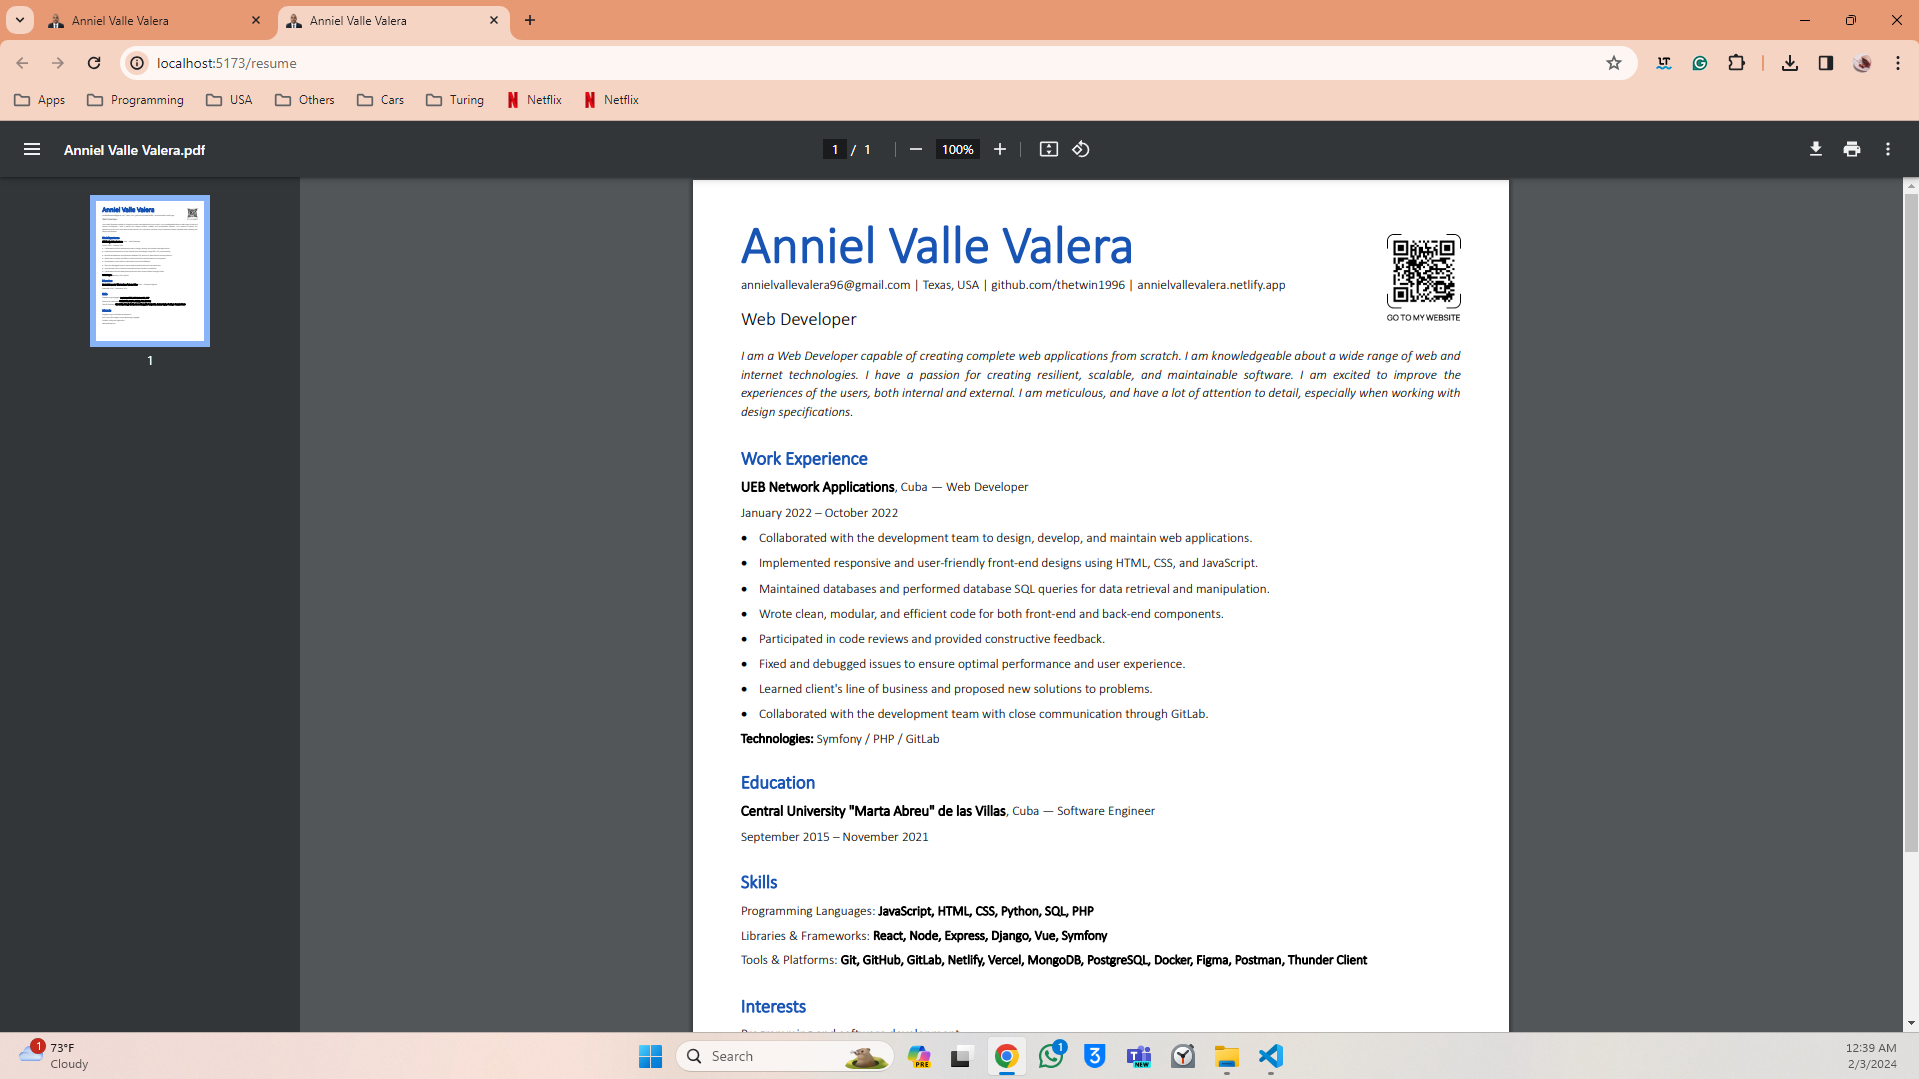 Anniel Valle Valera
Anniel Valle Valera
localhost:5173/resume
Apps
Programming
USA
Others
Cars
Turing
Netflix
Netflix
Anniel Valle Valera.pdf
1 / 1
100%
1
Anniel Valle Valera
annielvallevalera96@gmail.com | Texas, USA | github.com/thetwin1996 | annielvallevalera.netlify.app
GO TO MY WEBSITE
Web Developer
I am a Web Developer capable of creating complete web applications from scratch. I am knowledgeable about a wide range of web and
internet technologies. I have a passion for creating resilient, scalable, and maintainable software. I am excited to improve the
experiences of the users, both internal and external. I am meticulous, and have a lot of attention to detail, especially when working with
design specifications.
Work Experience
UEB Network Applications, Cuba — Web Developer
January 2022 – October 2022
• Collaborated with the development team to design, develop, and maintain web applications.
• Implemented responsive and user-friendly front-end designs using HTML, CSS, and JavaScript.
• Maintained databases and performed database SQL queries for data retrieval and manipulation.
• Wrote clean, modular, and efficient code for both front-end and back-end components.
• Participated in code reviews and provided constructive feedback.
• Fixed and debugged issues to ensure optimal performance and user experience.
• Learned client's line of business and proposed new solutions to problems.
• Collaborated with the development team with close communication through GitLab.
Technologies: Symfony / PHP / GitLab
Education
Central University "Marta Abreu" de las Villas, Cuba — Software Engineer
September 2015 – November 2021
Skills
Programming Languages: JavaScript, HTML, CSS, Python, SQL, PHP
Libraries & Frameworks: React, Node, Express, Django, Vue, Symfony
Tools & Platforms: Git, GitHub, GitLab, Netlify, Vercel, MongoDB, PostgreSQL, Docker, Figma, Postman, Thunder Client
Interests
1
73°F
Cloudy
Search
PRE
1
3
NEW
12:39 AM
2/3/2024